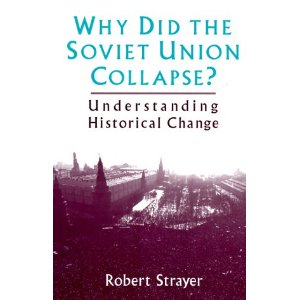 WHY DID THE
SOVIET UNION
COLLAPSE?
Understanding
Historical Change
Robert Strayer